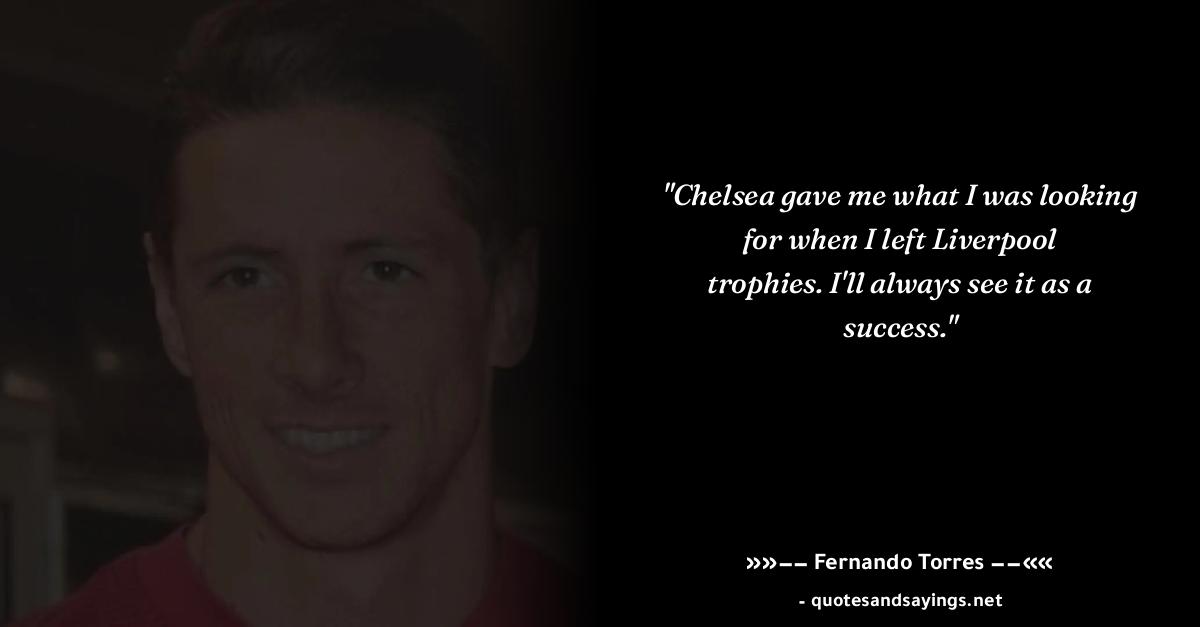 "Chelsea gave me what I was looking
for when I left Liverpool
trophies. I'll always see it as a
success."
»»−− Fernando Torres −−««
- quotesandsayings.net